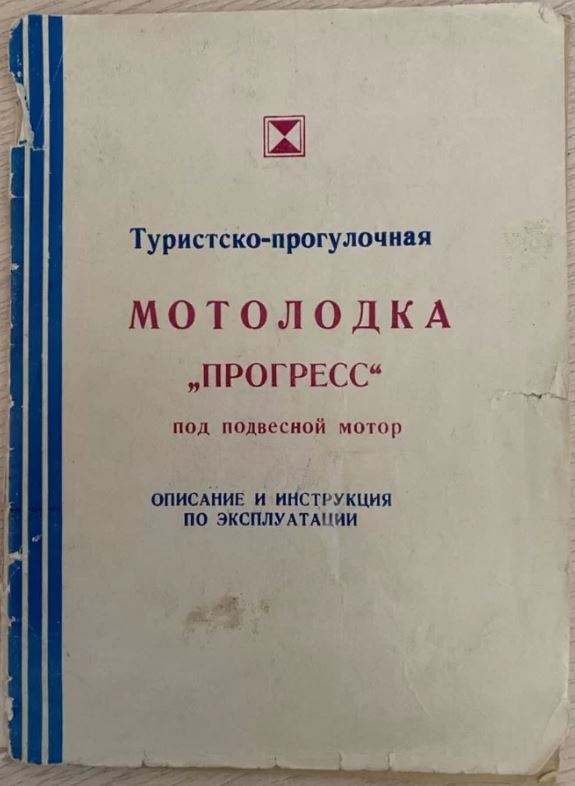 Туристско-прогулочная
МОТОЛОДКА
„ПРОГРЕСС“
под подвесной мотор
ОПИСАНИЕ И ИНСТРУКЦИЯ
ПО ЭКСПЛУАТАЦИИ